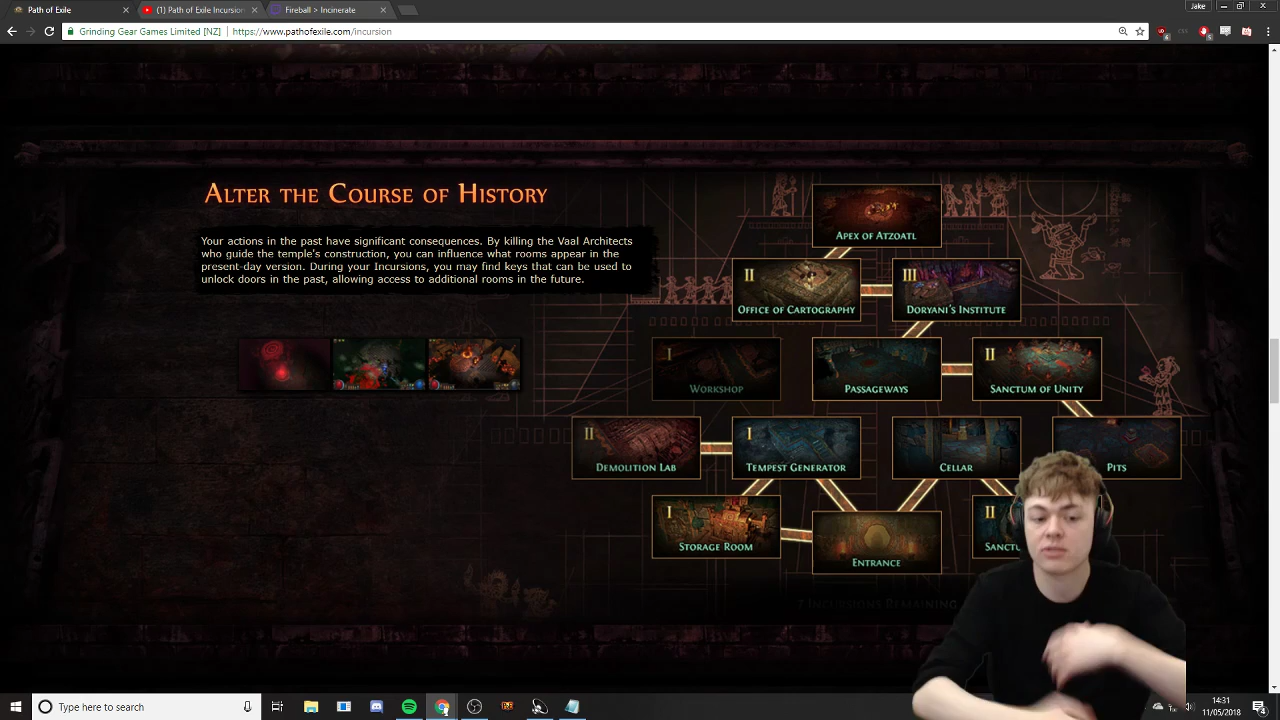 Path of Exile
(1) Path of Exile Incursion
Fireball > Incinerate
Jake
Grinding Gear Games Limited [NZ] | https://www.pathofexile.com/incursion
Alter the Course of History
Your actions in the past have significant consequences. By killing the Vaal Architects
who guide the temple's construction, you can influence what rooms appear in the
present-day version. During your Incursions, you may find keys that can be used to
unlock doors in the past, allowing access to additional rooms in the future.
Apex of Atzoatl
II
Office of Cartography
III
Doryani's Institute
I
Workshop
Passageways
II
Sanctum of Unity
II
Demolition Lab
I
Tempest Generator
Cellar
Pits
I
Storage Room
Entrance
II
Sanctu
7 Incursions Remaining
Type here to search
14:31
11/05/2018